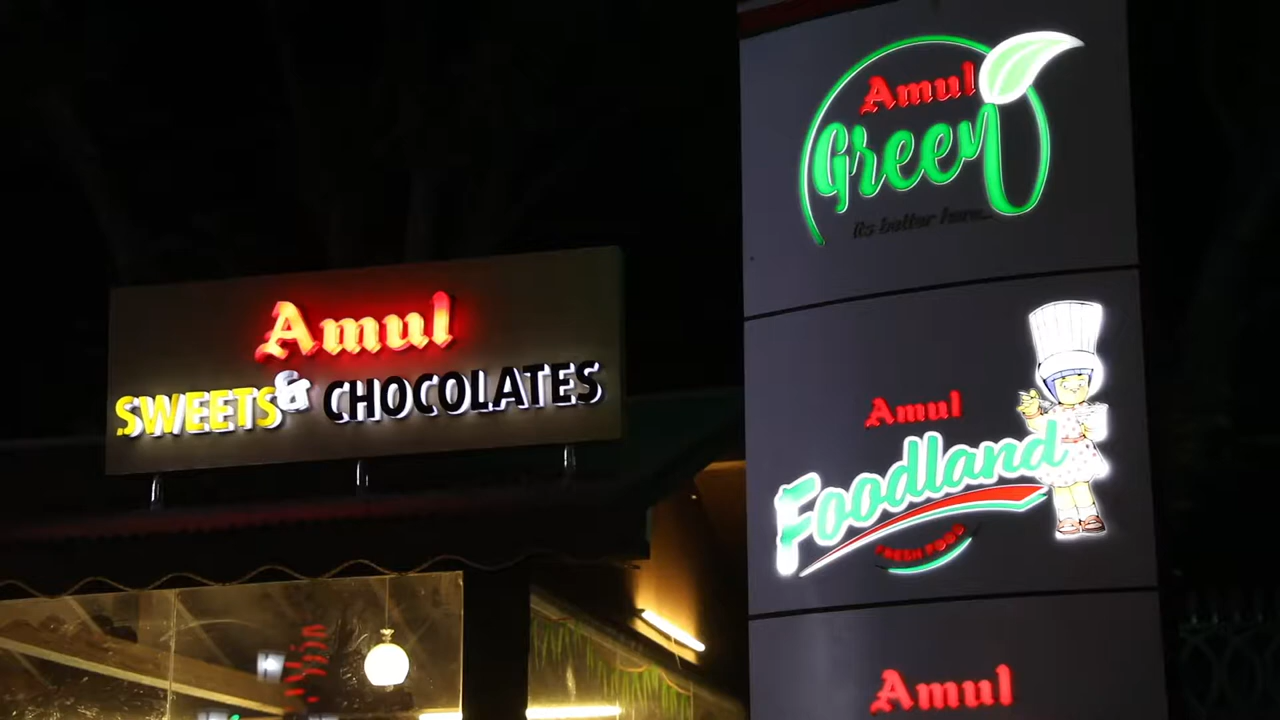 Amul
SWEETS & CHOCOLATES
Amul
Green
Its better here...
Amul
Foodland
FRESH FOOD
Amul